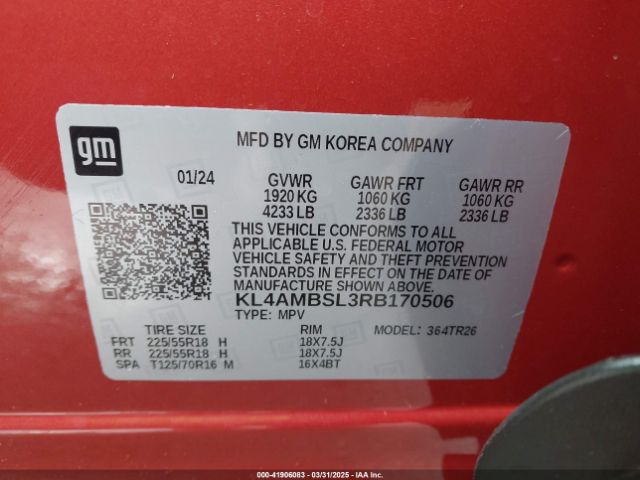 gm
MFD BY GM KOREA COMPANY
01/24 GVWR GAWR FRT GAWR RR
1920 KG 1060 KG 1060 KG
4233 LB 2336 LB 2336 LB
THIS VEHICLE CONFORMS TO ALL
APPLICABLE U.S. FEDERAL MOTOR
VEHICLE SAFETY AND THEFT PREVENTION
STANDARDS IN EFFECT ON THE DATE OF
MANUFACTURE SHOWN ABOVE.
KL4AMBSL3RB170506
TYPE: MPV
TIRE SIZE RIM MODEL: 364TR26
FRT 225/55R18 H 18X7.5J
RR 225/55R18 H 18X7.5J
SPA T125/70R16 M 16X4BT
000-41906083 - 03/31/2025 - IAA Corp.